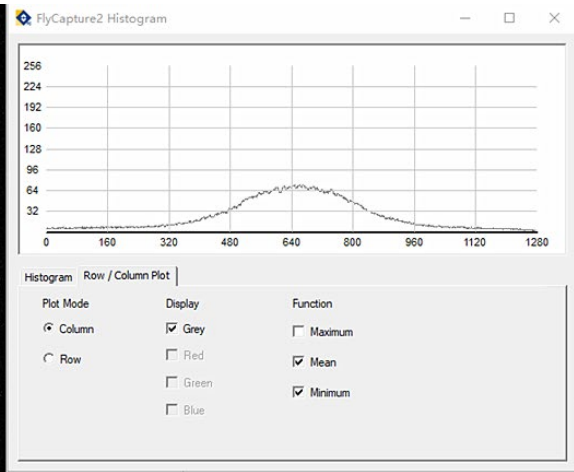 FlyCapture2 Histogram
256
224
192
160
128
96
64
32
0 160 320 480 640 800 960 1120 1280
Histogram Row / Column Plot
Plot Mode Display Function
Column Grey Maximum
Row Red Mean
Green Minimum
Blue